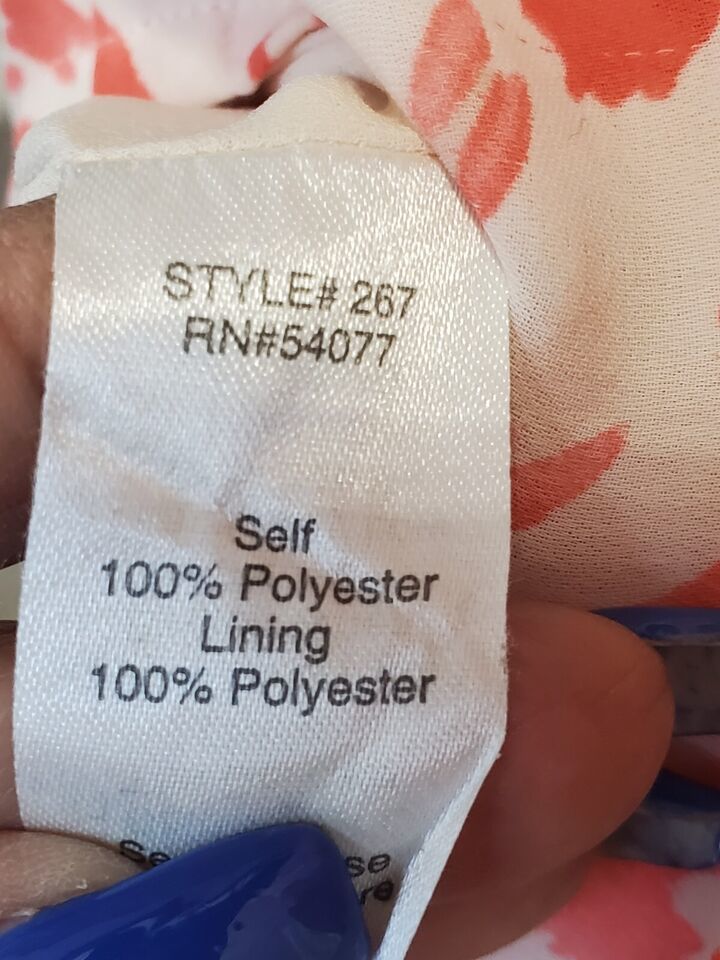 STYLE# 267
RN#54077
Self
100% Polyester
Lining
100% Polyester